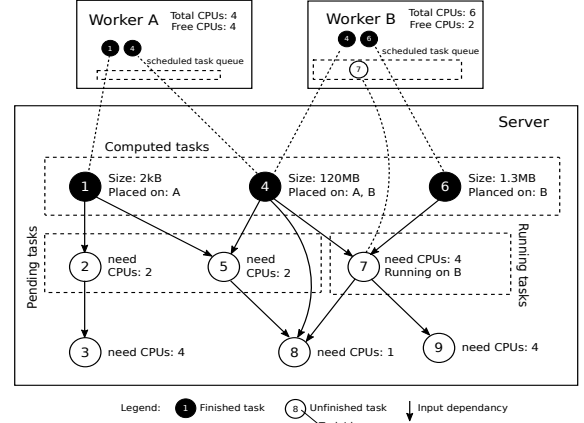 Worker A
Total CPUs: 4
Free CPUs: 4
1
4
scheduled task queue
Worker B
Total CPUs: 6
Free CPUs: 2
4
6
scheduled task queue
7
Server
Computed tasks
1
Size: 2kB
Placed on: A
4
Size: 120MB
Placed on: A, B
6
Size: 1.3MB
Planced on: B
Pending tasks
2
need
CPUs: 2
5
need
CPUs: 2
7
need CPUs: 4
Running on B
Running tasks
3
need CPUs: 4
8
need CPUs: 1
9
need CPUs: 4
Legend:
1
Finished task
8
Unfinished task
Input dependancy